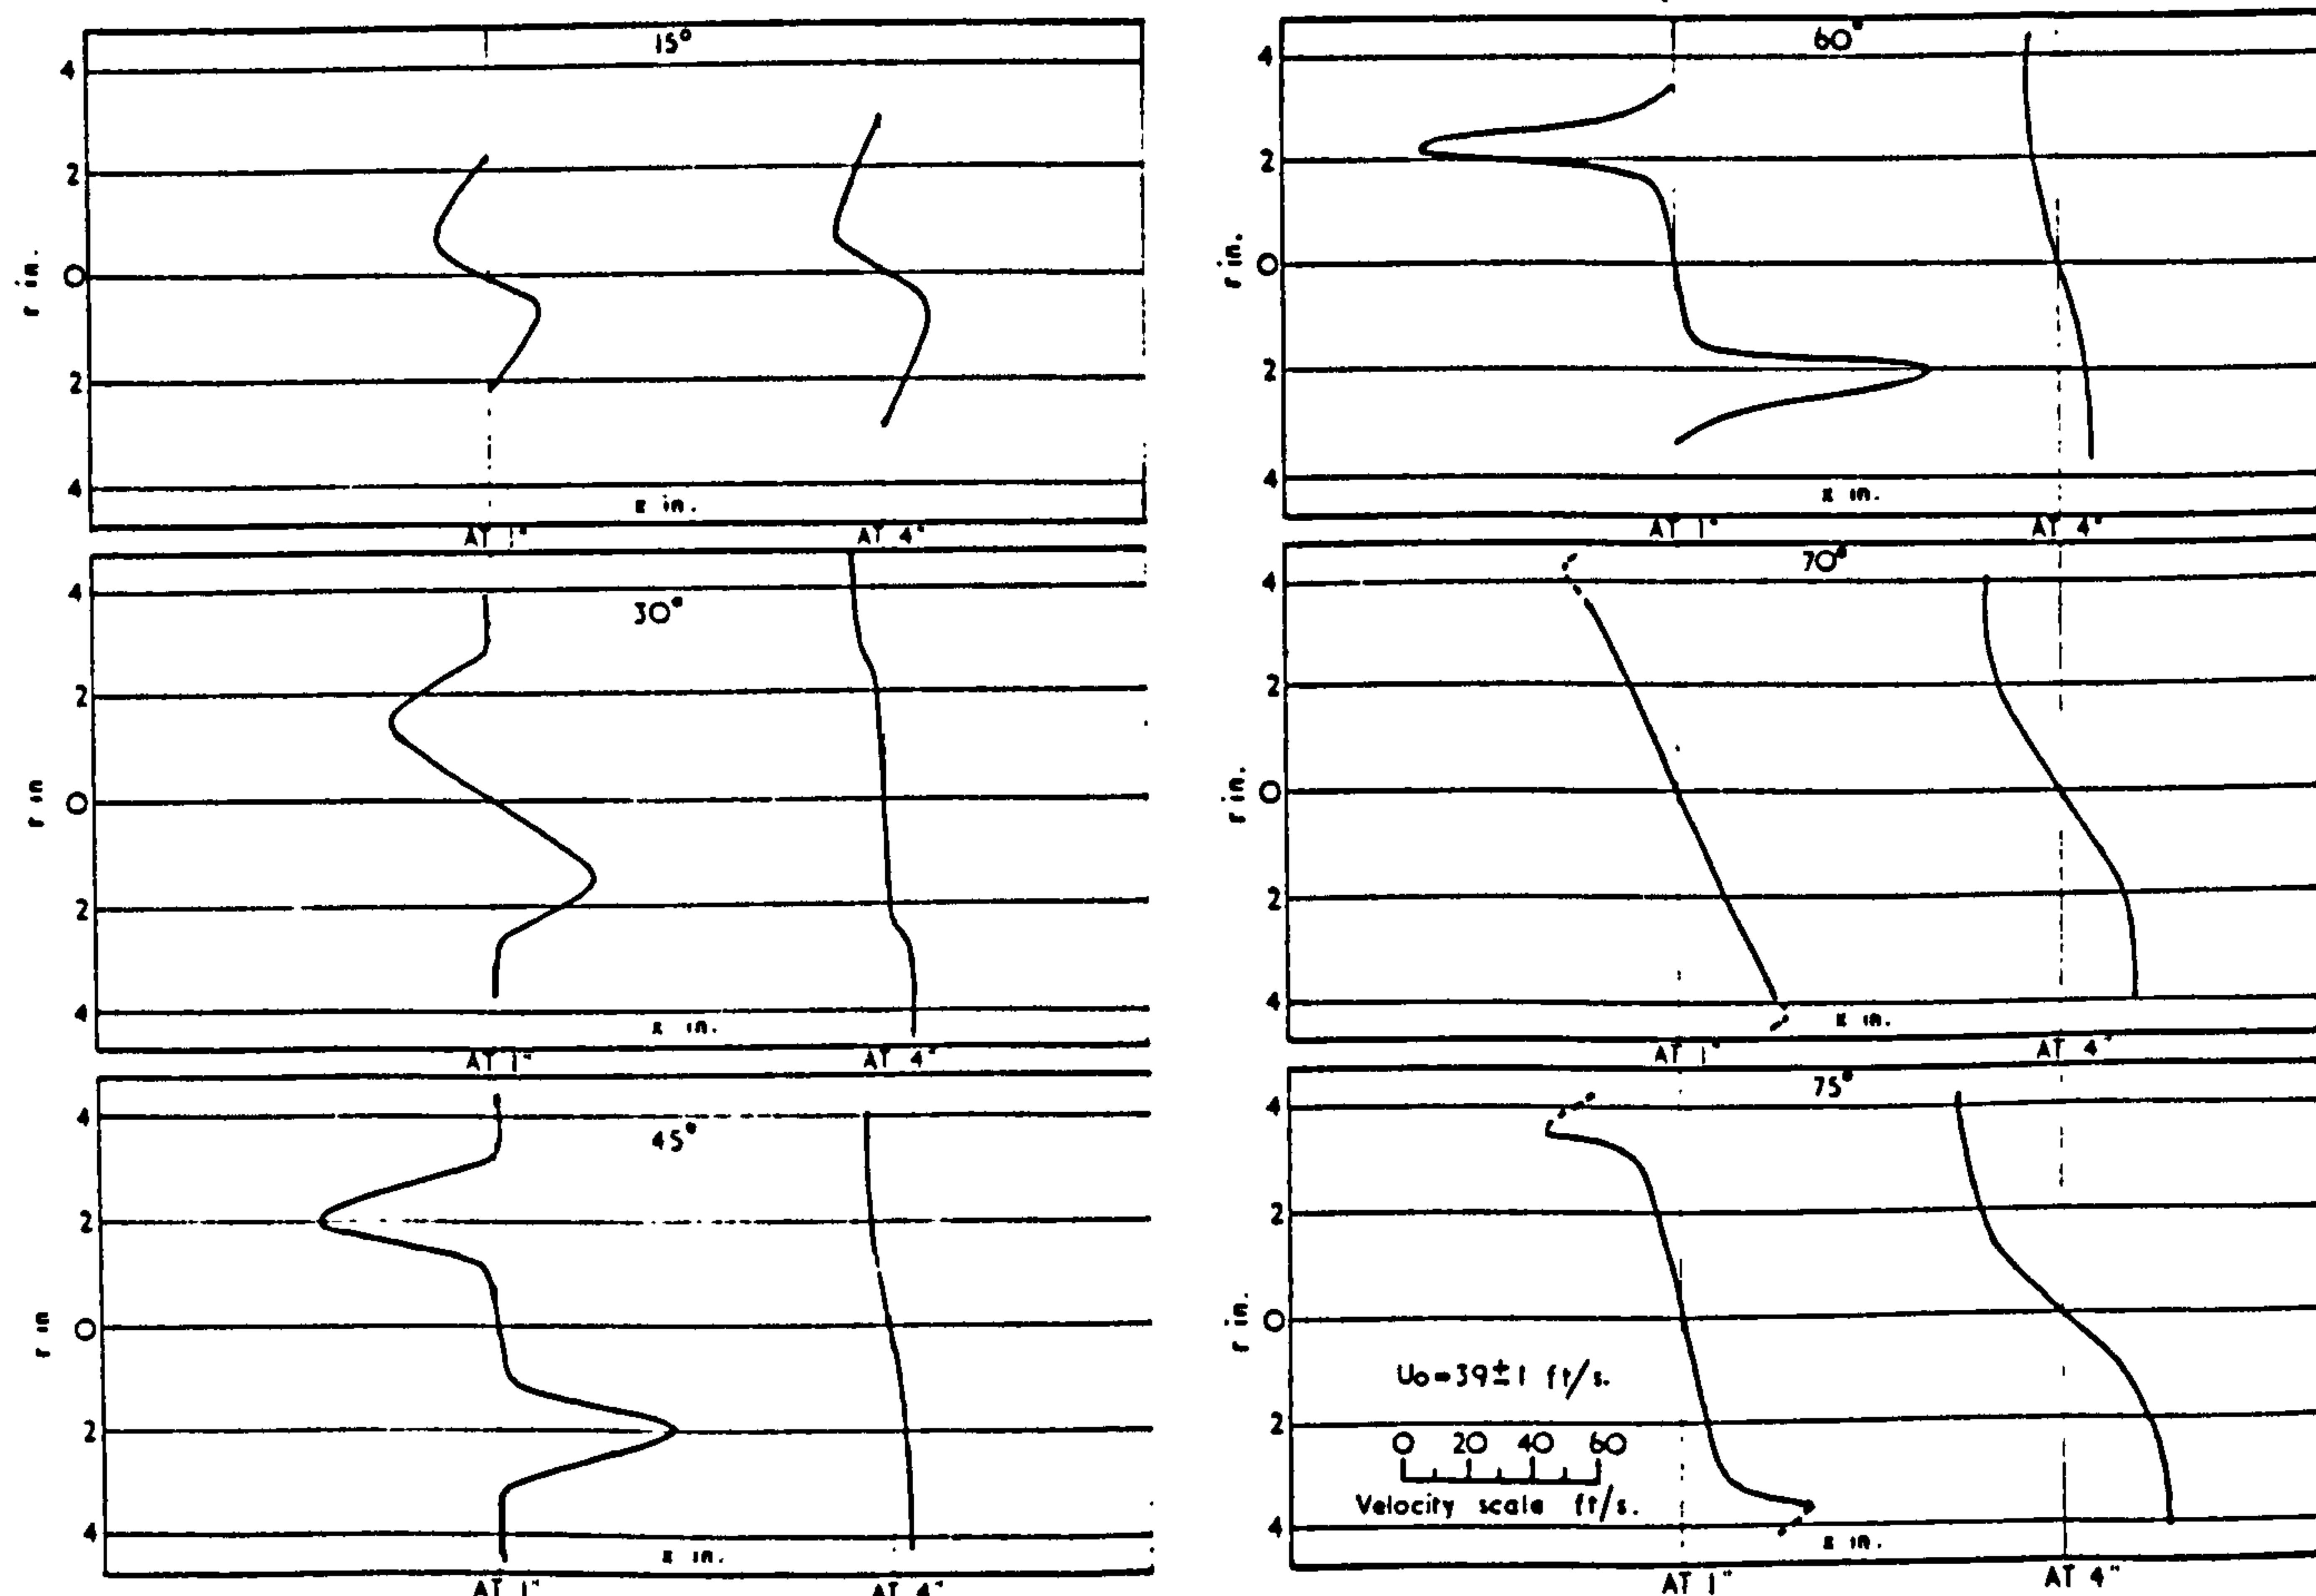 15°
4
2
0
2
4
r in.
x in.
AT 1" AT 4"
30°
4
2
0
2
4
r in
x in.
AT 1" AT 4"
45°
4
2
0
2
4
r in
x in.
AT 1" AT 4"
60°
4
2
0
2
4
r in.
x in.
AT 1" AT 4"
70°
4
2
0
2
4
r in.
x in.
AT 1" AT 4"
75°
4
2
0
2
4
r in.
Uo=39±1 ft/s.
0 20 40 60
Velocity scale ft/s.
x in.
AT 1" AT 4"